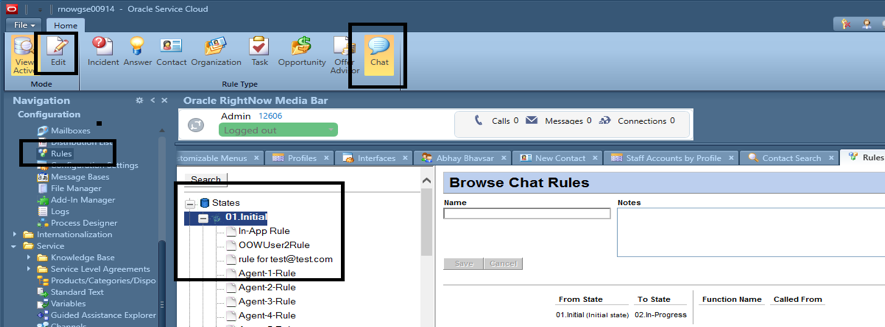 rnowgse00914 - Oracle Service Cloud
File
Home
View Active
Edit
Incident
Answer
Contact
Organization
Task
Opportunity
Offer Advisor
Chat
Mode
Rule Type
Navigation
Configuration
Mailboxes
Distribution List
Rules
Configuration Settings
Message Bases
File Manager
Add-In Manager
Logs
Process Designer
Internationalization
Service
Knowledge Base
Service Level Agreements
Products/Categories/Dispo
Standard Text
Variables
Guided Assistance Explorer
Channels
Oracle RightNow Media Bar
Admin 12606
Logged out
Calls 0 Messages 0 Connections 0
stomizable Menus
Profiles
Interfaces
Abhay Bhavsar
New Contact
Staff Accounts by Profile
Contact Search
Rules
Search
States
01.Initial
In-App Rule
OOWUser2Rule
rule for test@test.com
Agent-1-Rule
Agent-2-Rule
Agent-3-Rule
Agent-4-Rule
Browse Chat Rules
Name
Notes
Save
Cancel
From State To State Function Name Called From
01.Initial (Initial state) 02.In-Progress